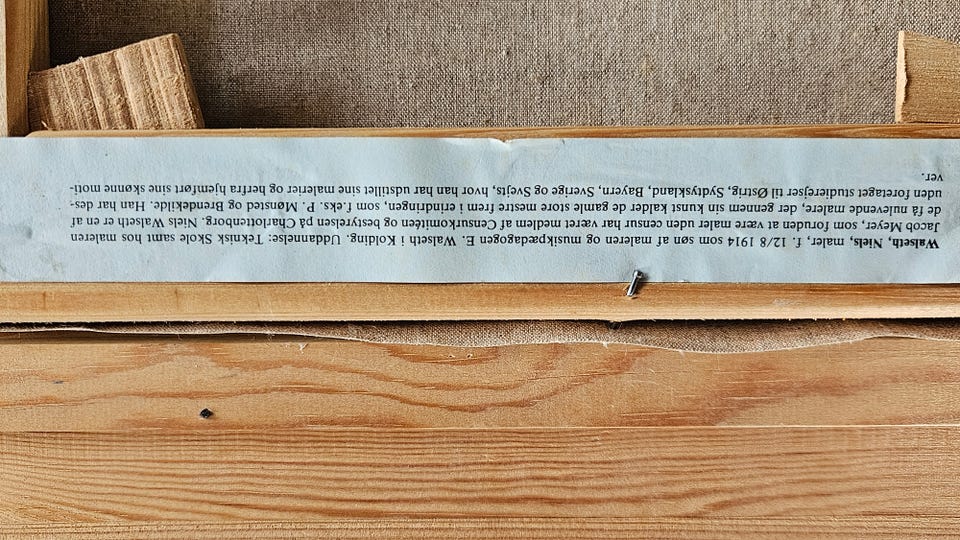 Walseth, Niels, maler, f. 12/8 1914 som søn af maleren og musikpædagogen E. Walseth i Kolding. Uddannelse: Teknisk Skole samt hos maleren
Jacob Meyer, som foruden at være maler uden censur har været medlem af Censurkomitéen og bestyrelsen på Charlottenborg. Niels Walseth er en af
de få nulevende malere, der gennem sin kunst kalder de gamle store mestre frem i erindringen, som f.eks. P. Mønsted og Brendekilde. Han har des-
uden foretaget studierejser til Østrig, Sydtyskland, Bayern, Sverige og Svejts, hvor han har udstillet sine malerier og herfra hjemført sine skønne moti-
ver.